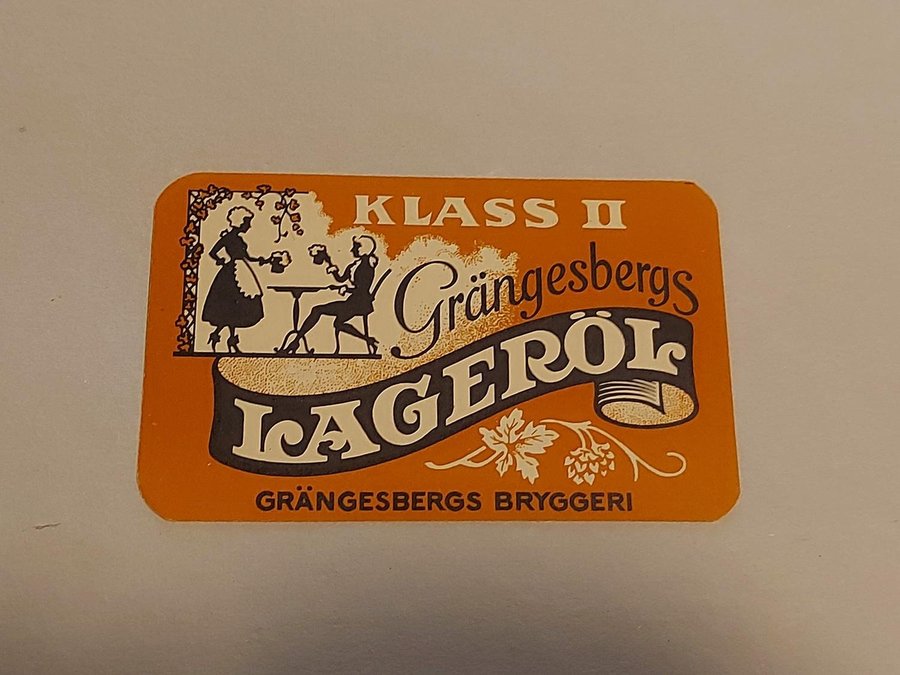 KLASS II
Grängesbergs
LAGERÖL
GRÄNGESBERGS BRYGGERI